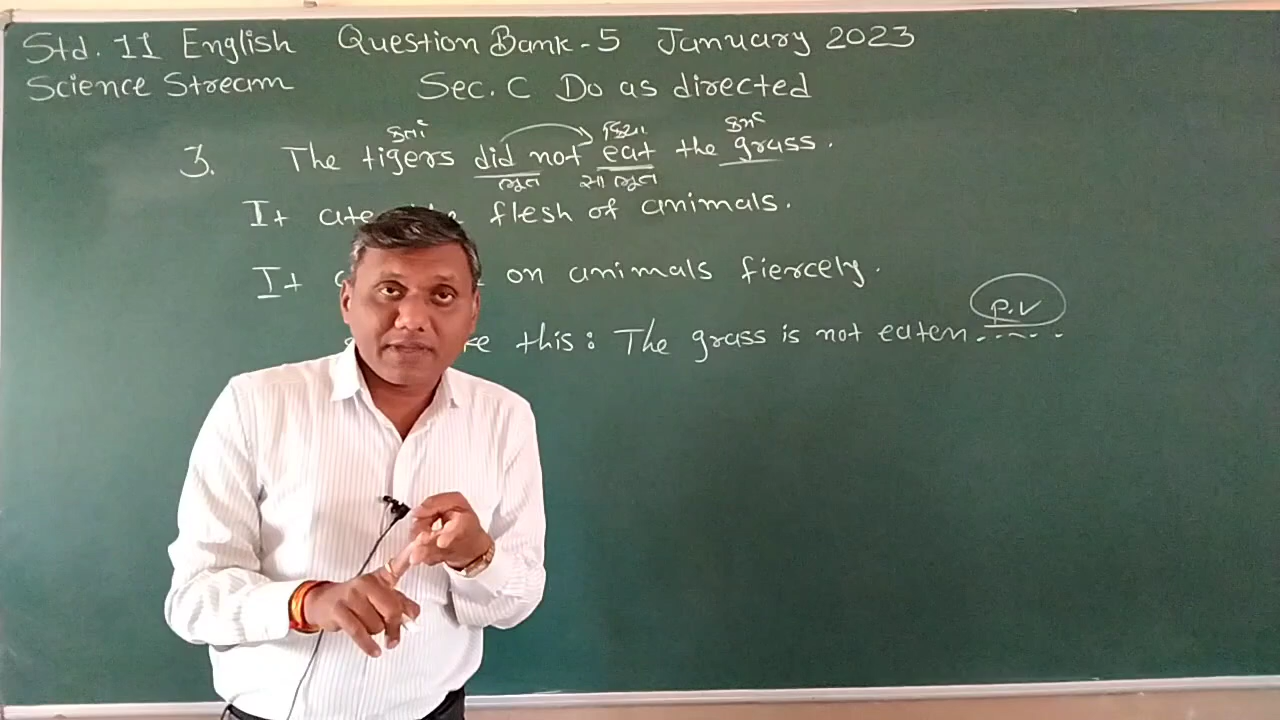 Std. 11 English Question Bank - 5 January 2023
Science Stream Sec. C Do as directed
કર્તા ક્રિયા કર્મ
3. The tigers did not eat the grass.
ભૂત સા ભૂત
It ate flesh of animals.
It on animals fiercely.
P.V
this : The grass is not eaten.....